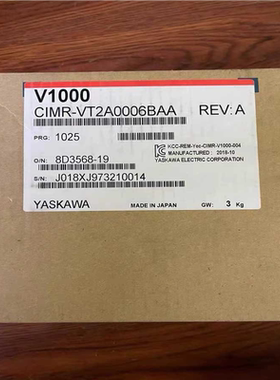 V1000
CIMR-VT2A0006BAA REV: A
PRG: 1025
KCC-REM-Yec-CIMR-V1000-004
MANUFACTURED : 2018-10
YASKAWA ELECTRIC CORPORATION
O/N: 8D3568-19
S/N: J018XJ973210014
YASKAWA MADE IN JAPAN GW: 3 Kg